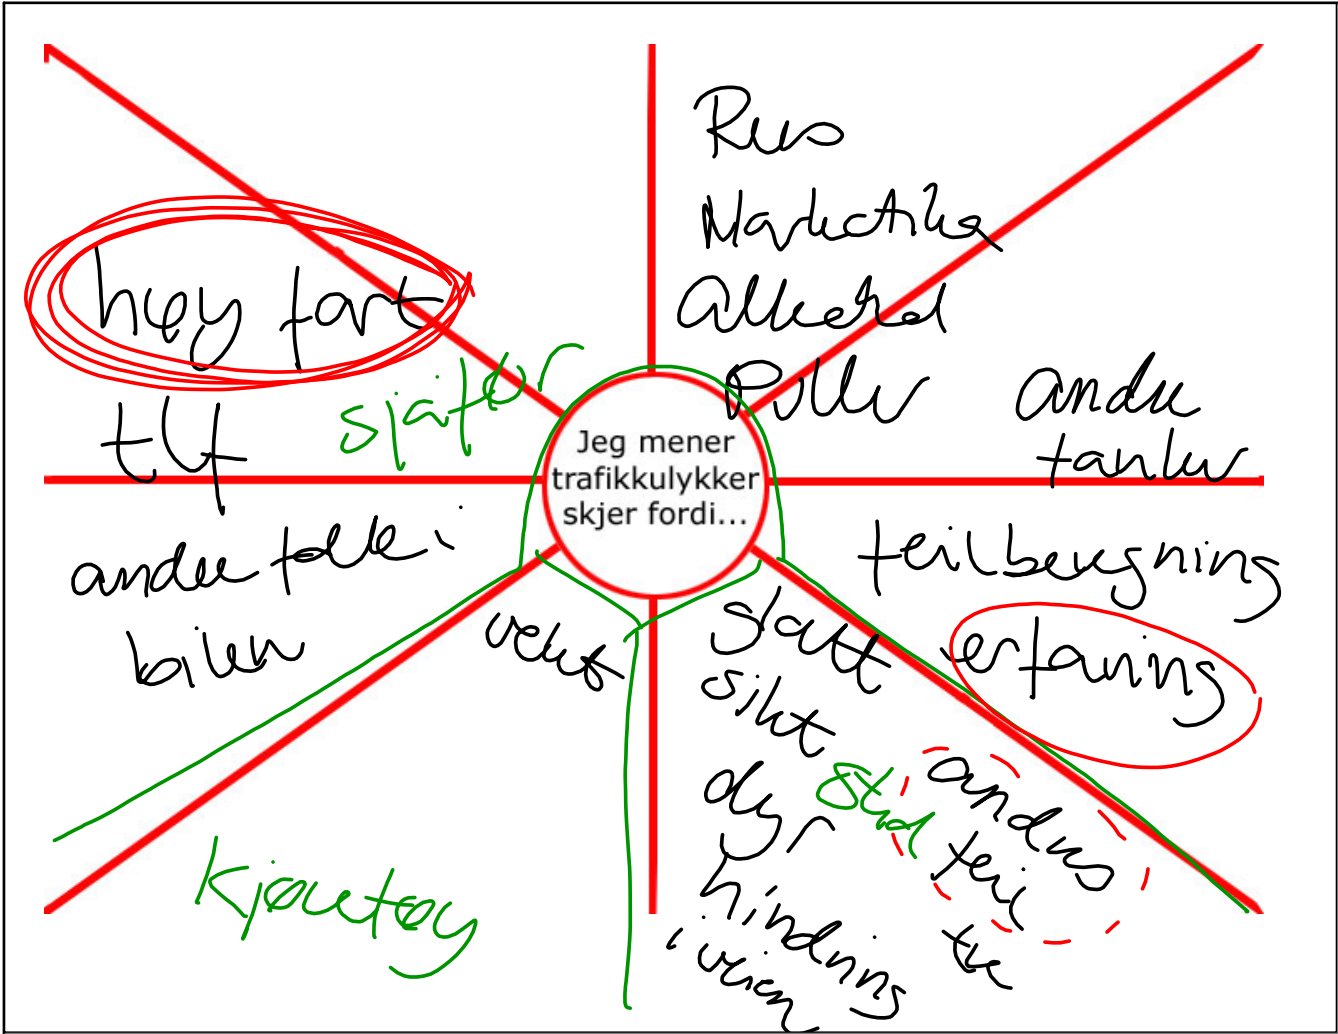 Rus
Narkotika
alkohol
Piller
høy fart
sjåfør
tlf
andre
tanker
Jeg mener
trafikkulykker
skjer fordi...
andre folk i
bilen
feilberegning
erfaring
vekt
glatt
sikt
dyr
sted
andres
feil
hindring
i veien
kjøretøy